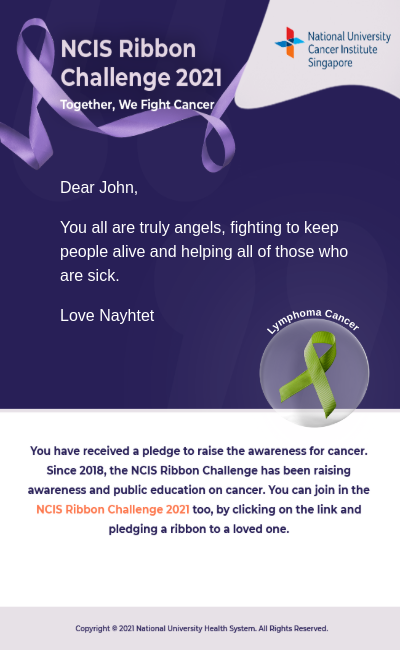 NCIS Ribbon
Challenge 2021
Together, We Fight Cancer
National University
Cancer Institute
Singapore
Dear John,
You all are truly angels, fighting to keep
people alive and helping all of those who
are sick.
Love Nayhtet
Lymphoma Cancer
You have received a pledge to raise the awareness for cancer.
Since 2018, the NCIS Ribbon Challenge has been raising
awareness and public education on cancer. You can join in the
NCIS Ribbon Challenge 2021 too, by clicking on the link and
pledging a ribbon to a loved one.
Copyright © 2021 National University Health System. All Rights Reserved.